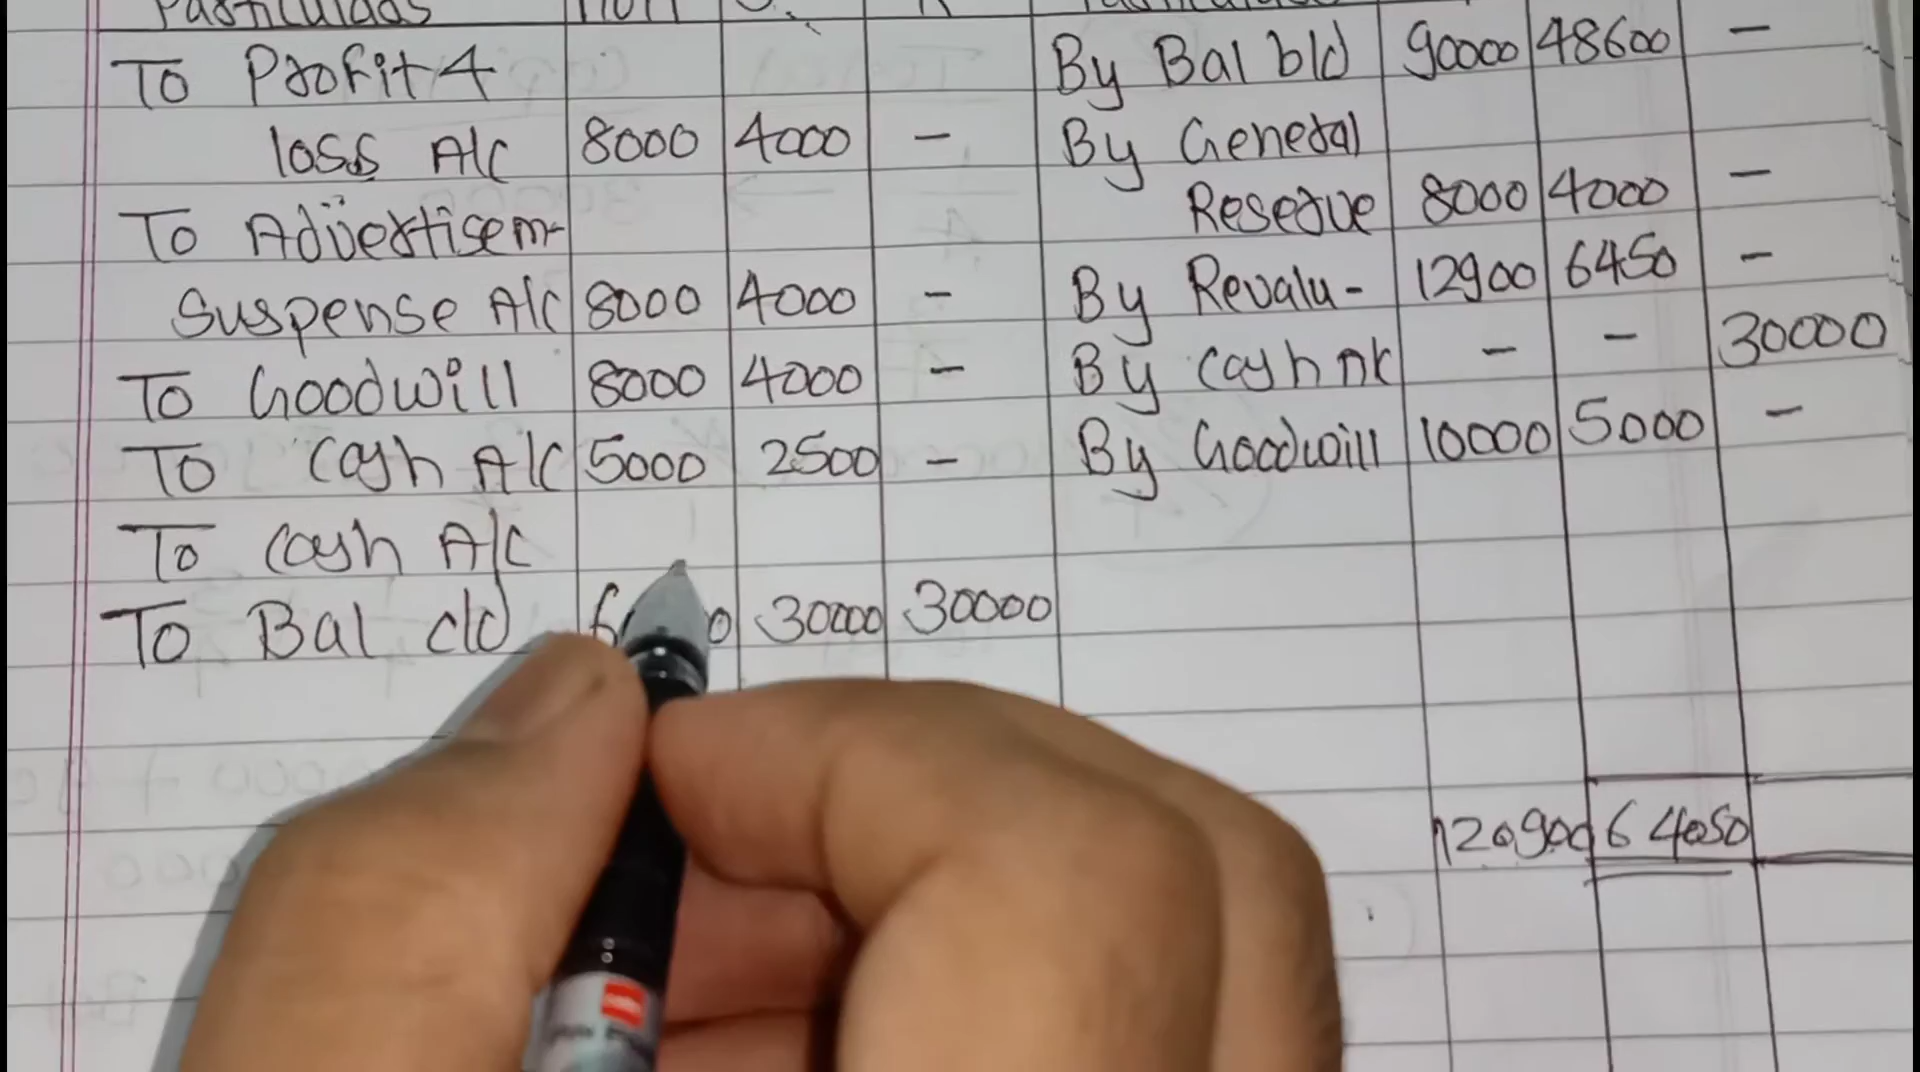 To Profit 4 By Bal b/d 90000 48600 -
loss A/c 8000 4000 - By General
Reserve 8000 4000 -
To Advertisem-
Suspense A/c 8000 4000 - By Revalu- 12900 6450 -
To Goodwill 8000 4000 - By Cash A/c - - 30000
To Cash A/c 5000 2500 - By Goodwill 10000 5000 -
To Cash A/c
To Bal c/d 30000 30000
120900 64050